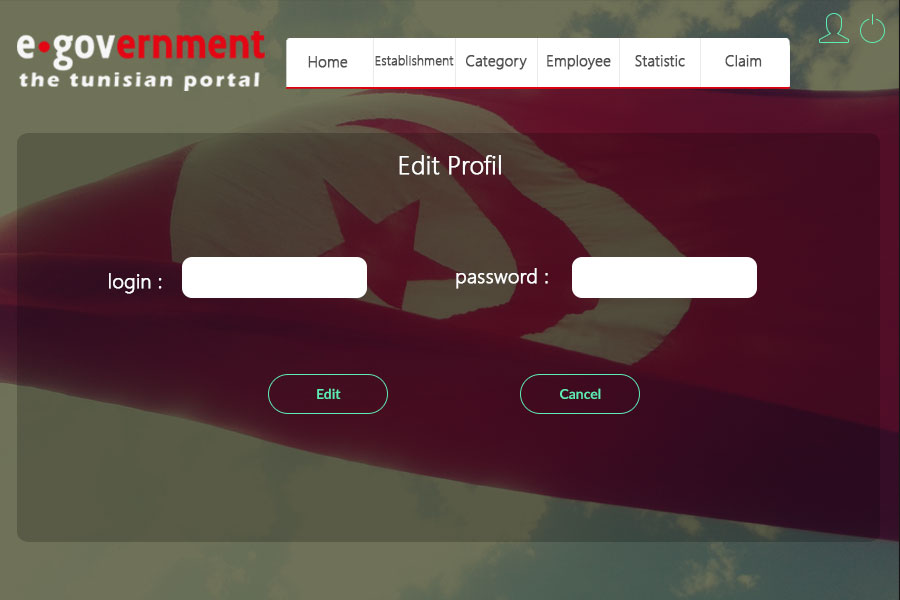 e•government
the tunisian portal
Home Establishment Category Employee Statistic Claim
Edit Profil
login : password :
Edit Cancel